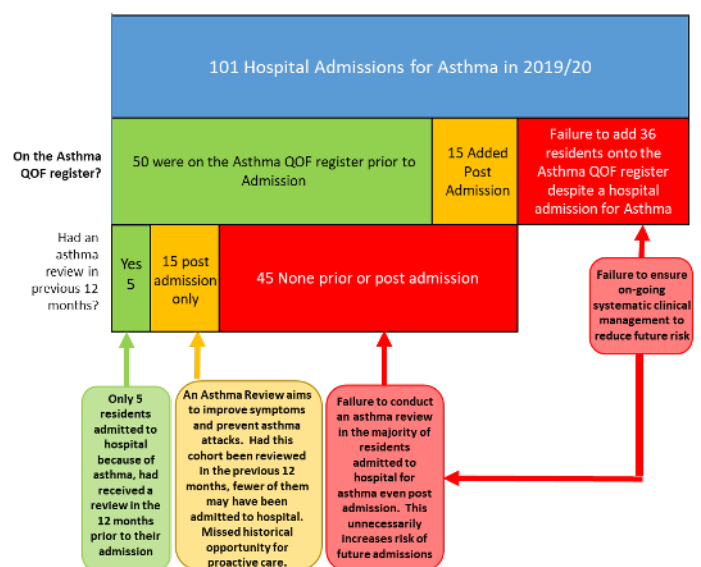 101 Hospital Admissions for Asthma in 2019/20
On the Asthma
QOF register?
50 were on the Asthma QOF register prior to
Admission
15 Added
Post
Admission
Failure to add 36
residents onto the
Asthma QOF register
despite a hospital
admission for Asthma
Had an
asthma
review in
previous 12
months?
Yes
5
15 post
admission
only
45 None prior or post admission
Failure to ensure
on-going
systematic clinical
management to
reduce future risk
Only 5
residents
admitted to
hospital
because of
asthma, had
received a
review in the
12 months
prior to their
admission
An Asthma Review aims
to improve symptoms
and prevent asthma
attacks. Had this
cohort been reviewed
in the previous 12
months, fewer of them
may have been
admitted to hospital.
Missed historical
opportunity for
proactive care.
Failure to conduct
an asthma review
in the majority of
residents
admitted to
hospital for
asthma even post
admission. This
unnecessarily
increases risk of
future admissions